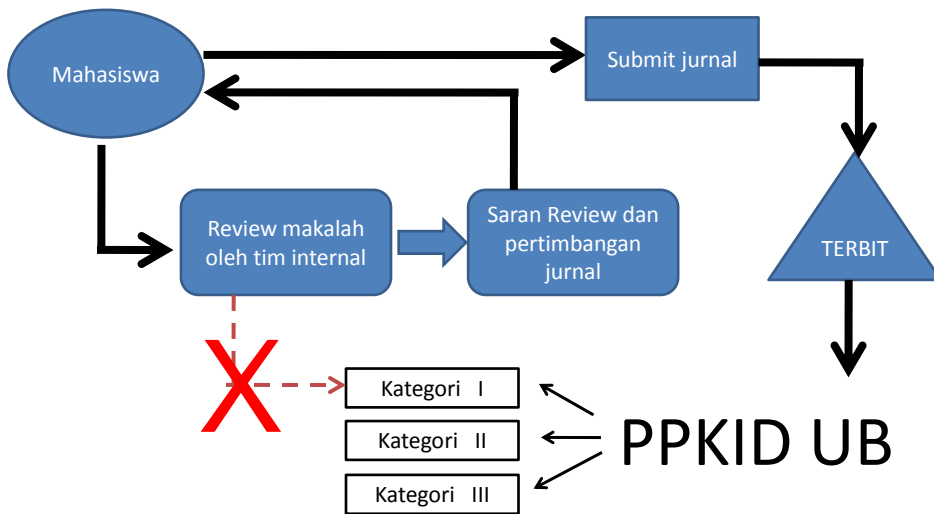 Mahasiswa
Submit jurnal
Review makalah
oleh tim internal
Saran Review dan
pertimbangan
jurnal
TERBIT
X
Kategori I
Kategori II
Kategori III
PPKID UB